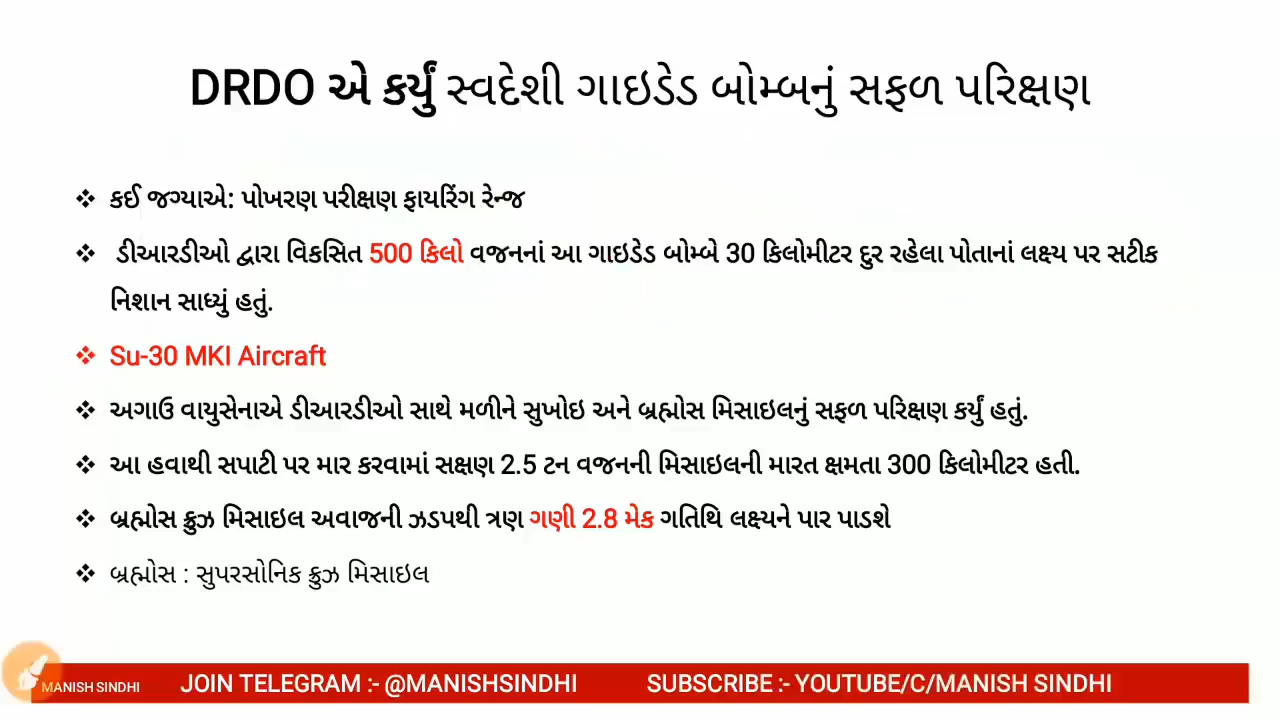 DRDO એ કર્યું સ્વદેશી ગાઇડેડ બોમ્બનું સફળ પરિક્ષણ
❖ કઈ જગ્યાએ: પોખરણ પરીક્ષણ ફાયરિંગ રેન્જ
❖ ડીઆરડીઓ દ્વારા વિકસિત 500 કિલો વજનનાં આ ગાઇડેડ બોમ્બે 30 કિલોમીટર દુર રહેલા પોતાનાં લક્ષ્ય પર સટીક
નિશાન સાધ્યું હતું.
❖ Su-30 MKI Aircraft
❖ અગાઉ વાયુસેનાએ ડીઆરડીઓ સાથે મળીને સુખોઇ અને બ્રહ્મોસ મિસાઇલનું સફળ પરિક્ષણ કર્યું હતું.
❖ આ હવાથી સપાટી પર માર કરવામાં સક્ષણ 2.5 ટન વજનની મિસાઇલની મારત ક્ષમતા 300 કિલોમીટર હતી.
❖ બ્રહ્મોસ ક્રુઝ મિસાઇલ અવાજની ઝડપથી ત્રણ ગણી 2.8 મેક ગતિથિ લક્ષ્યને પાર પાડશે
❖ બ્રહ્મોસ : સુપરસોનિક ક્રુઝ મિસાઇલ
MANISH SINDHI JOIN TELEGRAM :- @MANISHSINDHI SUBSCRIBE :- YOUTUBE/C/MANISH SINDHI